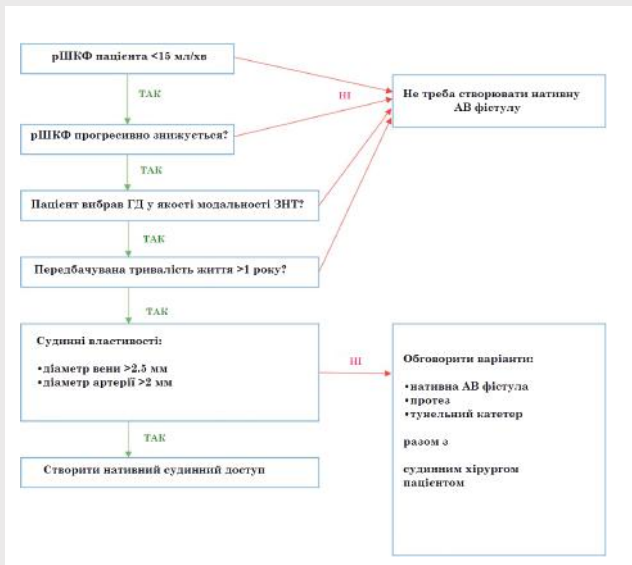 рШКФ пацієнта <15 мл/хв
ТАК
НІ
Не треба створювати нативну
АВ фістулу
рШКФ прогресивно знижується?
ТАК
Пацієнт вибрав ГД у якості модальності ЗНТ?
ТАК
Передбачувана тривалість життя >1 року?
ТАК
Судинні властивості:
•діаметр вени >2.5 мм
•діаметр артерії >2 мм
НІ
Обговорити варіанти:
•нативна АВ фістула
•протез
•тунельний катетер
разом з
судинним хірургом
пацієнтом
ТАК
Створити нативний судинний доступ